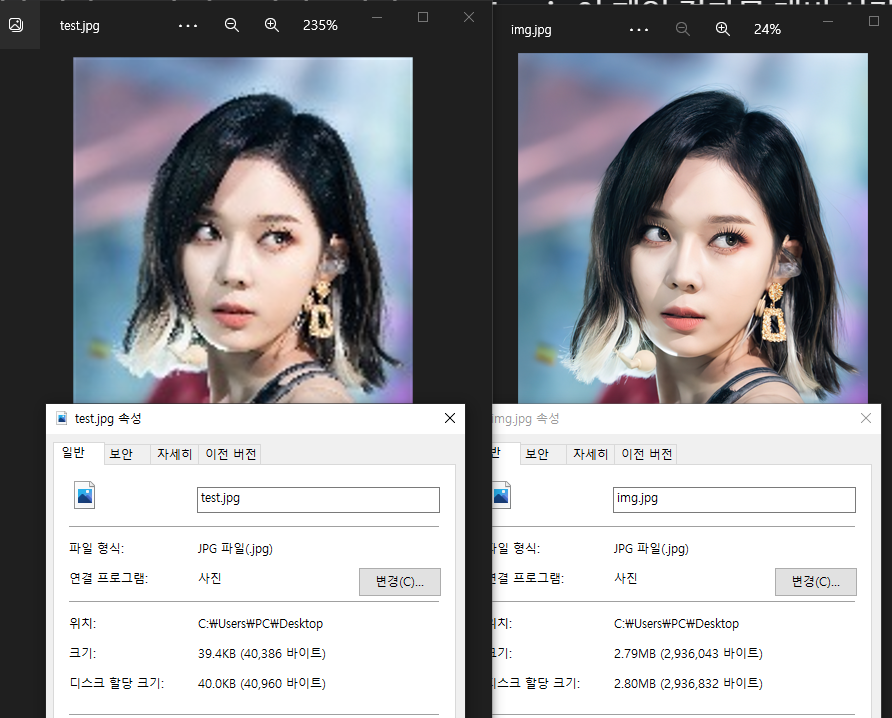 test.jpg
235%
img.jpg
24%
test.jpg 속성
일반
보안
자세히
이전 버전
test.jpg
파일 형식:
JPG 파일(.jpg)
연결 프로그램:
사진
변경(C)...
위치:
C:₩Users₩PC₩Desktop
크기:
39.4KB (40,386 바이트)
디스크 할당 크기:
40.0KB (40,960 바이트)
img.jpg 속성
반
보안
자세히
이전 버전
img.jpg
파일 형식:
JPG 파일(.jpg)
연결 프로그램:
사진
변경(C)...
위치:
C:₩Users₩PC₩Desktop
크기:
2.79MB (2,936,043 바이트)
디스크 할당 크기:
2.80MB (2,936,832 바이트)